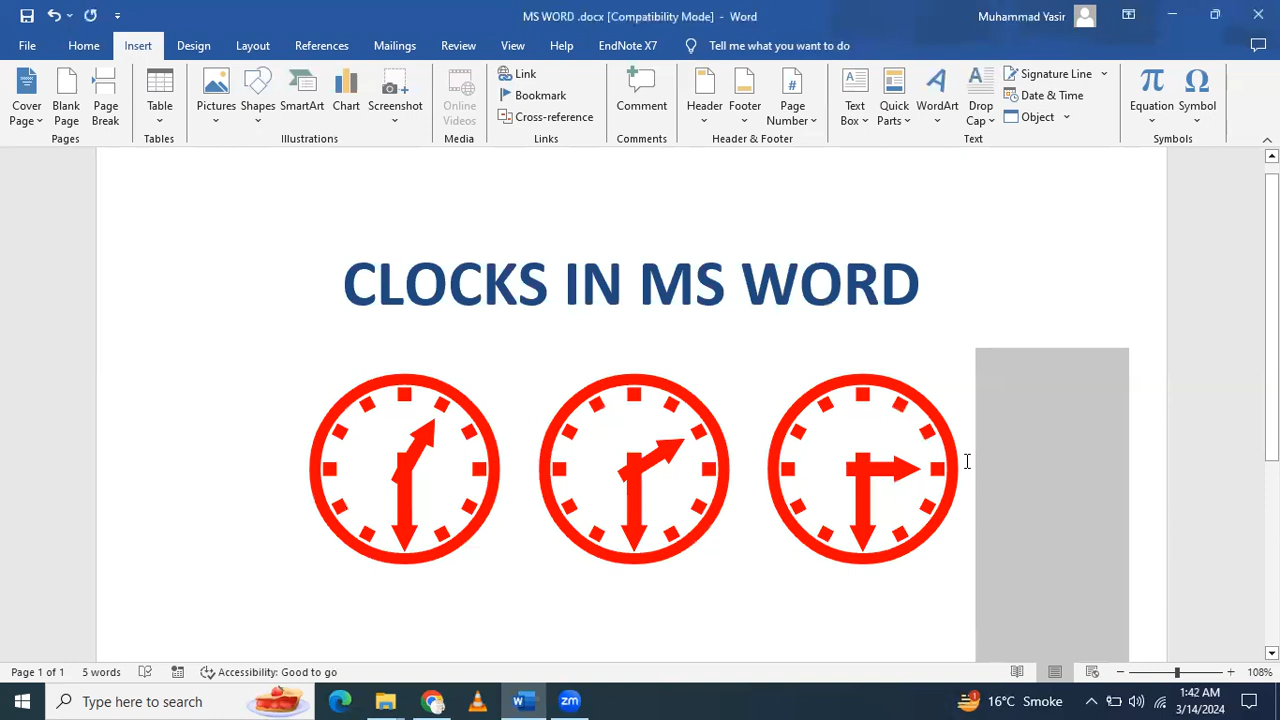 MS WORD .docx [Compatibility Mode] - Word
Muhammad Yasir
File Home Insert Design Layout References Mailings Review View Help EndNote X7 Tell me what you want to do
Cover Page
Blank Page
Page Break
Pages
Table
Tables
Pictures
Shapes
SmartArt
Chart
Screenshot
Illustrations
Online Videos
Media
Link
Bookmark
Cross-reference
Links
Comment
Comments
Header
Footer
Page Number
#
Header & Footer
Text Box
Quick Parts
WordArt
Drop Cap
Signature Line
Date & Time
Object
Text
π
Equation
Ω
Symbol
Symbols
CLOCKS IN MS WORD
Page 1 of 1 5 words Accessibility: Good to go 108%
Type here to search
zm
16°C Smoke
1:42 AM
3/14/2024